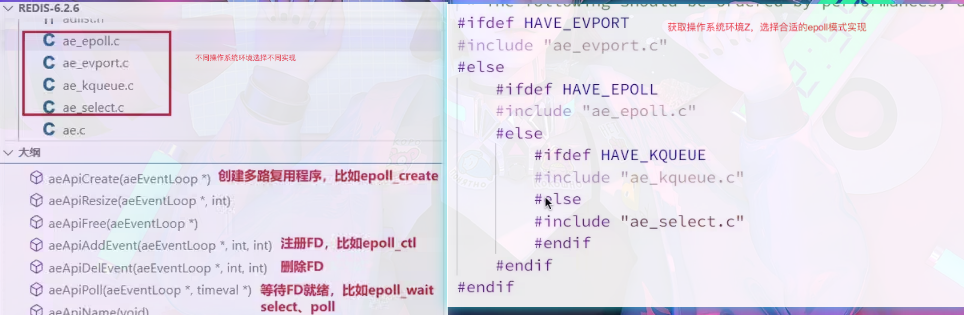 REDIS-6.2.6
adlist.h
ae_epoll.c
ae_evport.c
ae_kqueue.c
ae_select.c
ae.c
不同操作系统环境选择不同实现
大纲
aeApiCreate(aeEventLoop *) 创建多路复用程序，比如epoll_create
aeApiResize(aeEventLoop *, int)
aeApiFree(aeEventLoop *)
aeApiAddEvent(aeEventLoop *, int, int) 注册FD，比如epoll_ctl
aeApiDelEvent(aeEventLoop *, int, int) 删除FD
aeApiPoll(aeEventLoop *, timeval *) 等待FD就绪，比如epoll_wait
select、poll
aeApiName(void)
The following should be ordered by performances, d
#ifdef HAVE_EVPORT
获取操作系统环境Z，选择合适的epoll模式实现
#include "ae_evport.c"
#else
#ifdef HAVE_EPOLL
#include "ae_epoll.c"
#else
#ifdef HAVE_KQUEUE
#include "ae_kqueue.c"
#else
#include "ae_select.c"
#endif
#endif
#endif